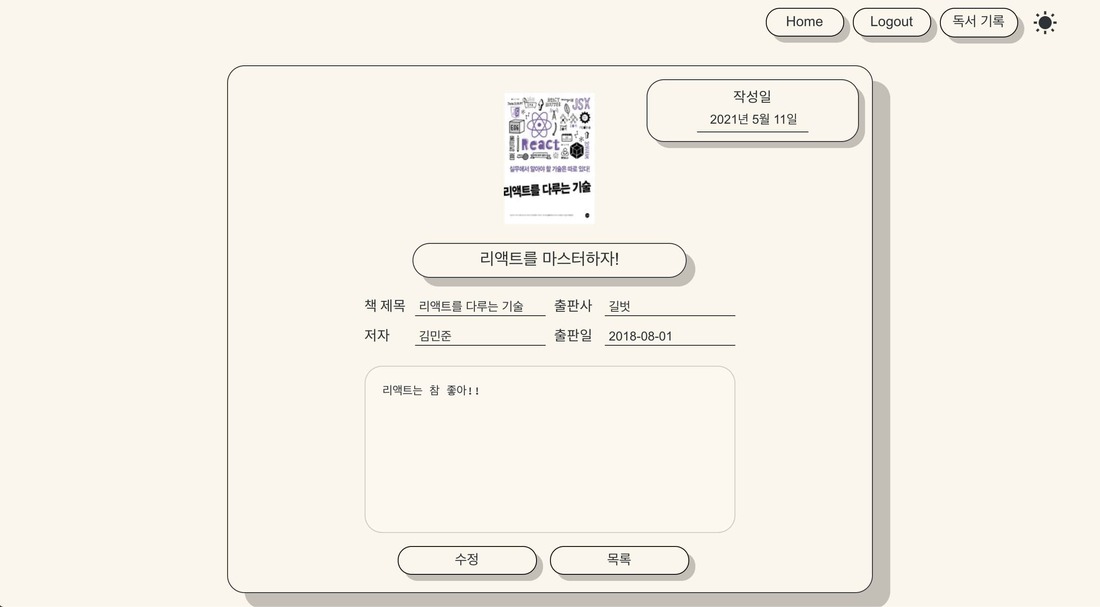 Home
Logout
독서 기록
작성일
2021년 5월 11일
JSX
React
실무에서 알아야 할 기술은 따로 있다!
리액트를 다루는 기술
리액트를 마스터하자!
책 제목 리액트를 다루는 기술 출판사 길벗
저자 김민준 출판일 2018-08-01
리액트는 참 좋아!!
수정
목록